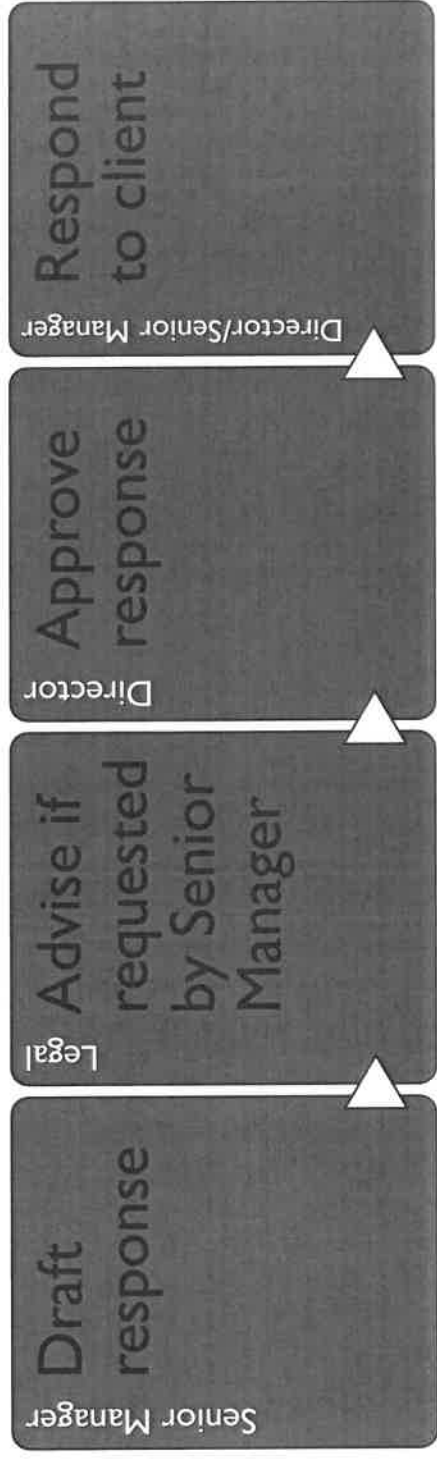 Senior Manager
Draft
response
Legal
Advise if
requested
by Senior
Manager
Director
Approve
response
Director/Senior Manager
Respond
to client